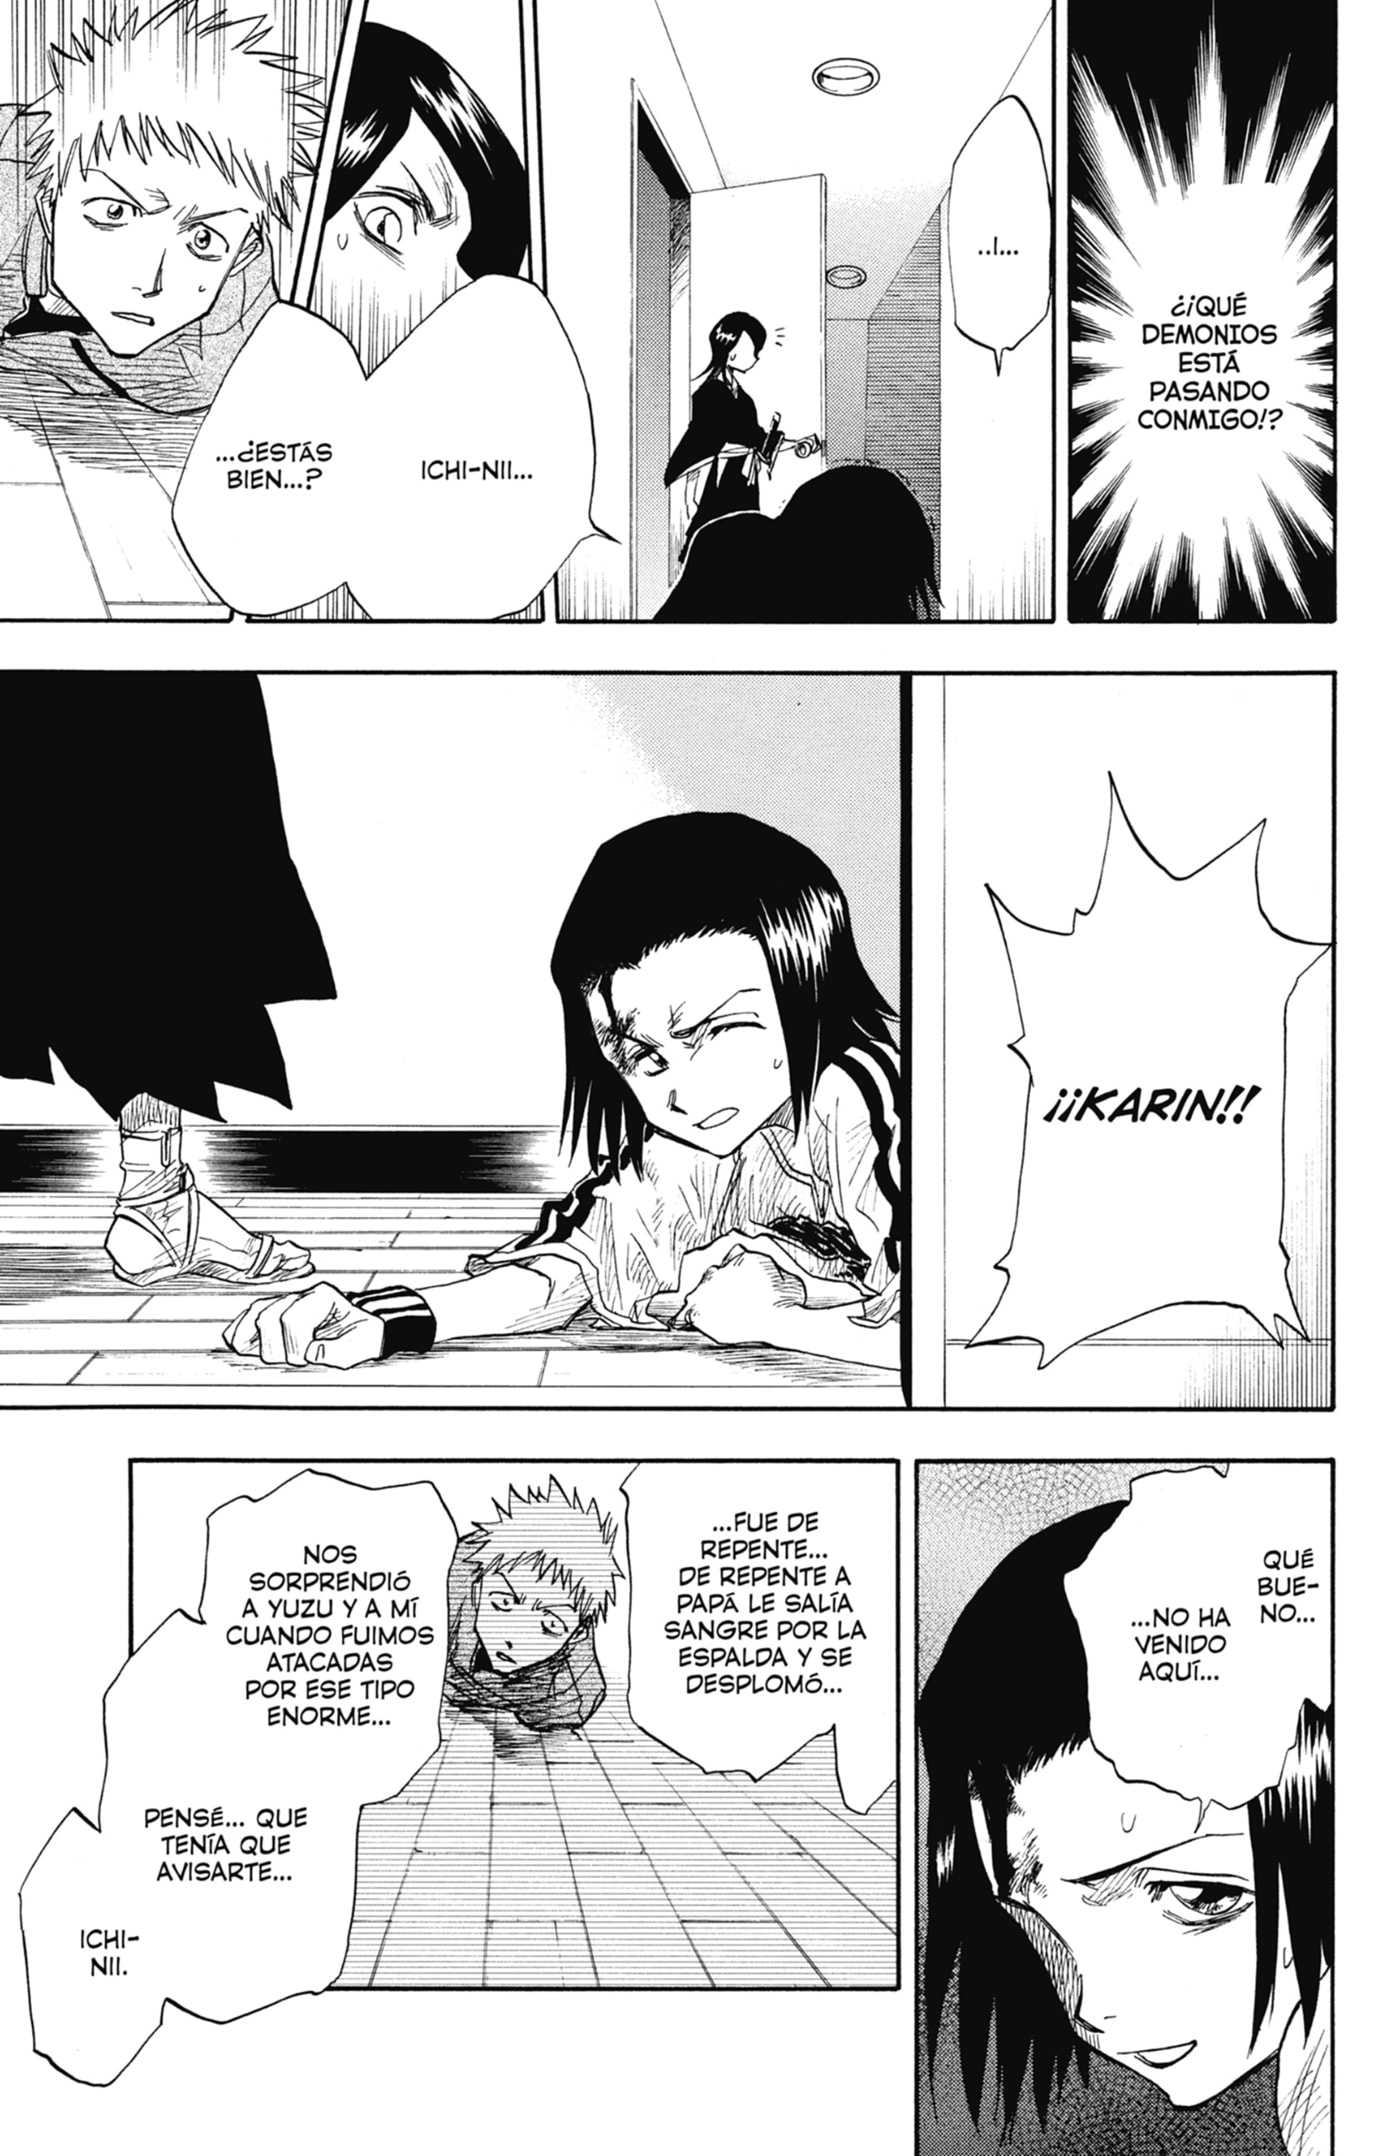 ¿¡QUÉ
DEMONIOS
ESTÁ
PASANDO
CONMIGO!?
..I...
ICHI-NII...
...¿ESTÁS
BIEN...?
¡¡KARIN!!
QUÉ
BUE-
NO...
...NO HA
VENIDO
AQUÍ...
...FUE DE
REPENTE...
DE REPENTE A
PAPÁ LE SALÍA
SANGRE POR LA
ESPALDA Y SE
DESPLOMÓ...
NOS
SORPRENDIÓ
A YUZU Y A MÍ
CUANDO FUIMOS
ATACADAS
POR ESE TIPO
ENORME...
PENSÉ... QUE
TENÍA QUE
AVISARTE...
ICHI-
NII.